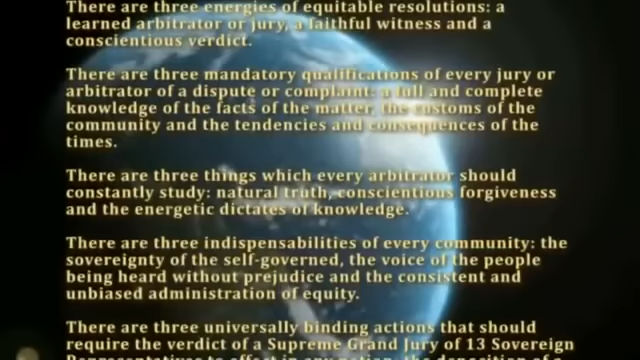 There are three energies of equitable resolutions: a
learned arbitrator or jury, a faithful witness and a
conscientious verdict.
There are three mandatory qualifications of every jury or
arbitrator of a dispute or complaint: a full and complete
knowledge of the facts of the matter, the customs of the
community and the tendencies and consequences of the
times.
There are three things which every arbitrator should
constantly study: natural truth, conscientious forgiveness
and the energetic dictates of knowledge.
There are three indispensabilities of every community: the
sovereignty of the self-governed, the voice of the people
being heard without prejudice and the consistent and
unbiased administration of equity.
There are three universally binding actions that should
require the verdict of a Supreme Grand Jury of 13 Sovereign
Representatives to effect in any nation: the deposition of a